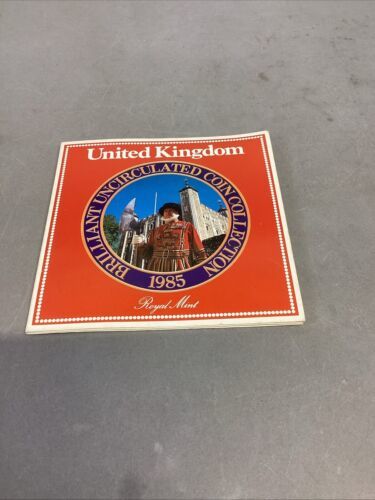 United Kingdom
BRILLIANT UNCIRCULATED COIN COLLECTION
1985
Royal Mint